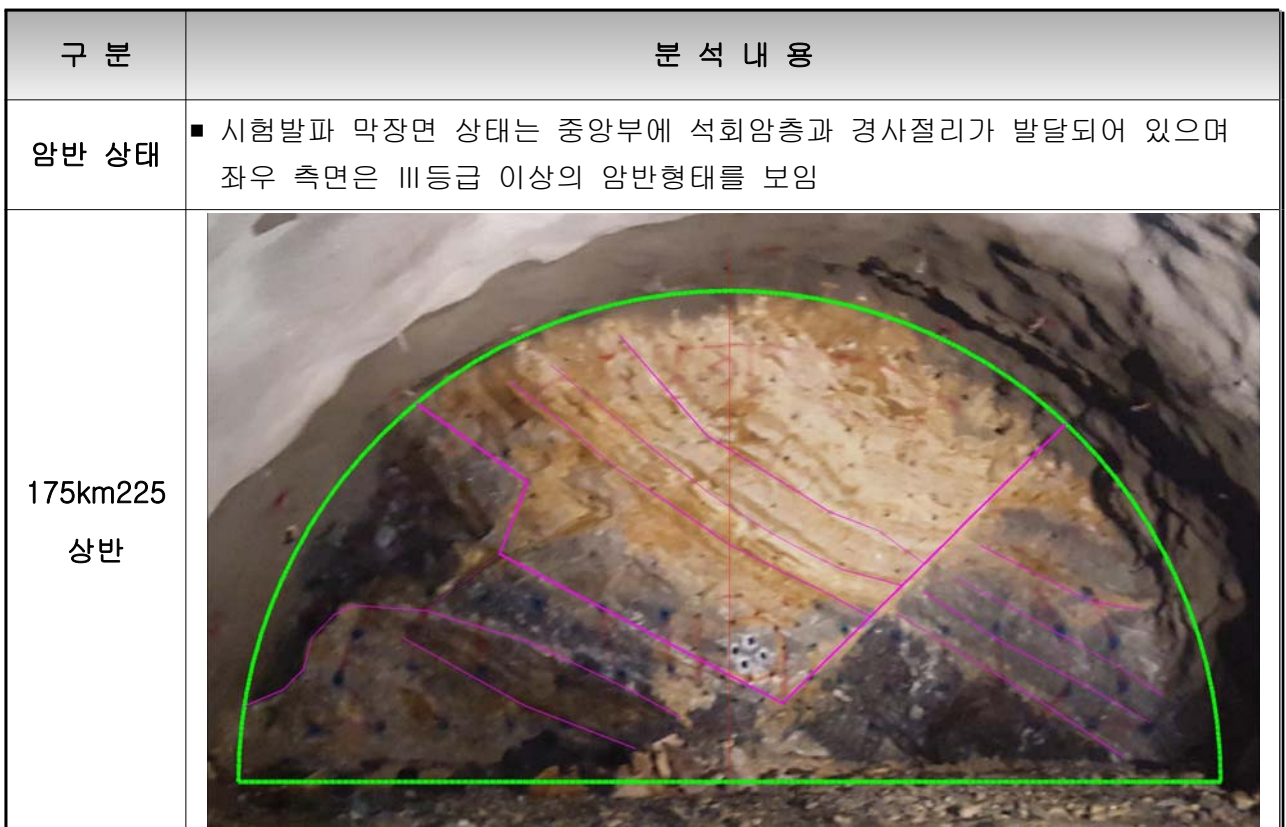 구 분
분 석 내 용
암반 상태
■ 시험발파 막장면 상태는 중앙부에 석회암층과 경사절리가 발달되어 있으며
좌우 측면은 Ⅲ등급 이상의 암반형태를 보임
175km225
상반